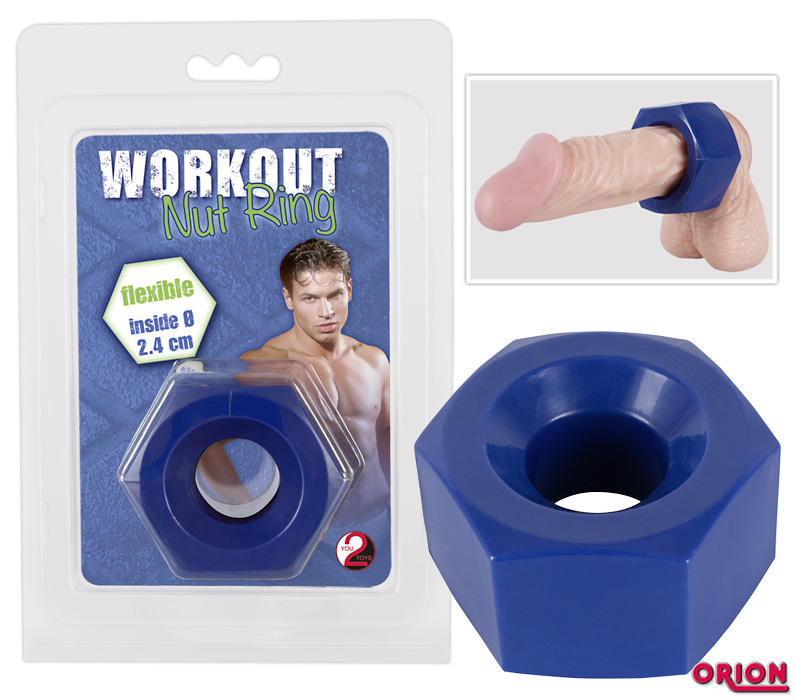 WORKOUT
Nut Ring
flexible
inside Ø
2.4 cm
YOU
2
TOYS
ORION